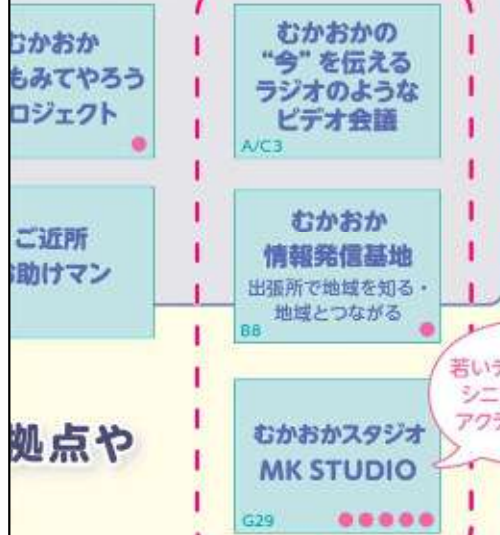 むかおか
もみてやろう
ロジェクト
むかおかの
“今”を伝える
ラジオのような
ビデオ会議
A/C3
ご近所
お助けマン
むかおか
情報発信基地
出張所で地域を知る・
地域とつながる
B8
拠点や
むかおかスタジオ
MK STUDIO
G29
若い
シニ
アク